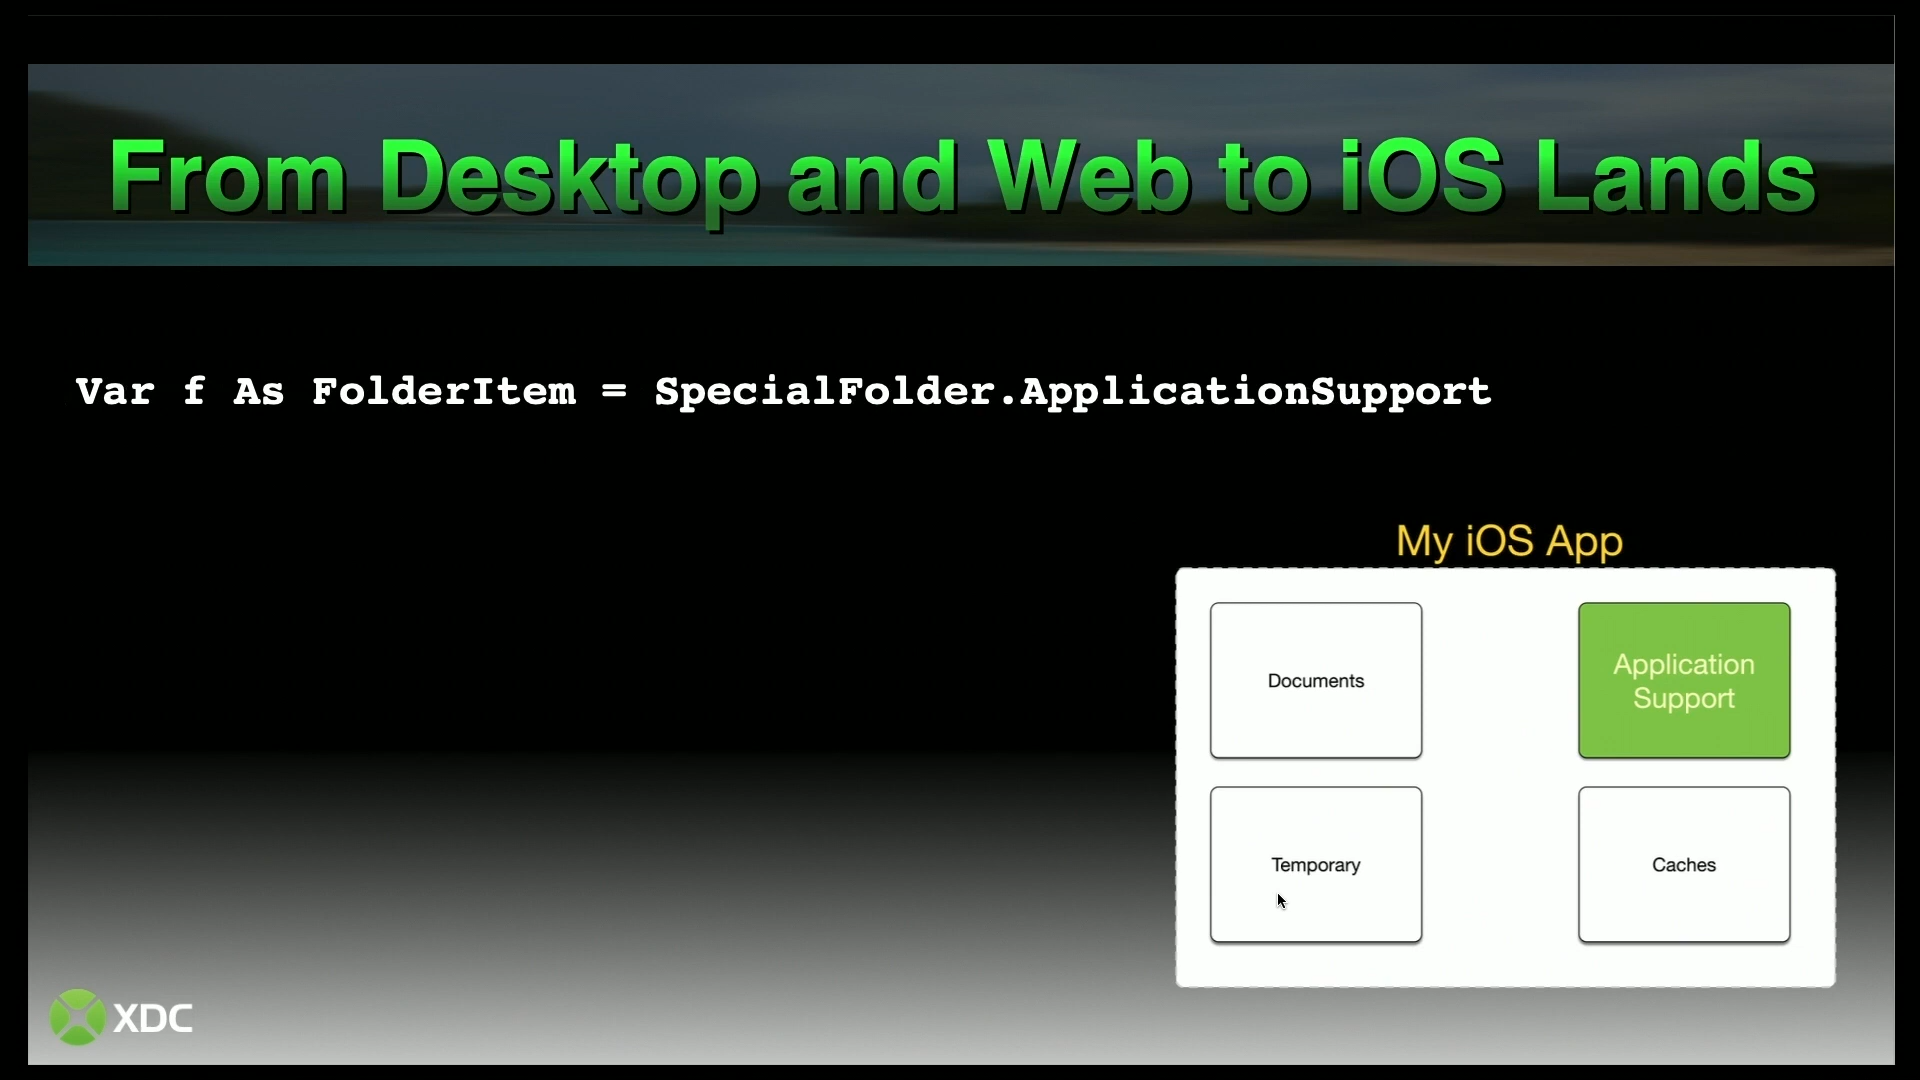 From Desktop and Web to iOS Lands
Var f As FolderItem = SpecialFolder.ApplicationSupport
My iOS App
Documents
Application
Support
Temporary
Caches
XDC